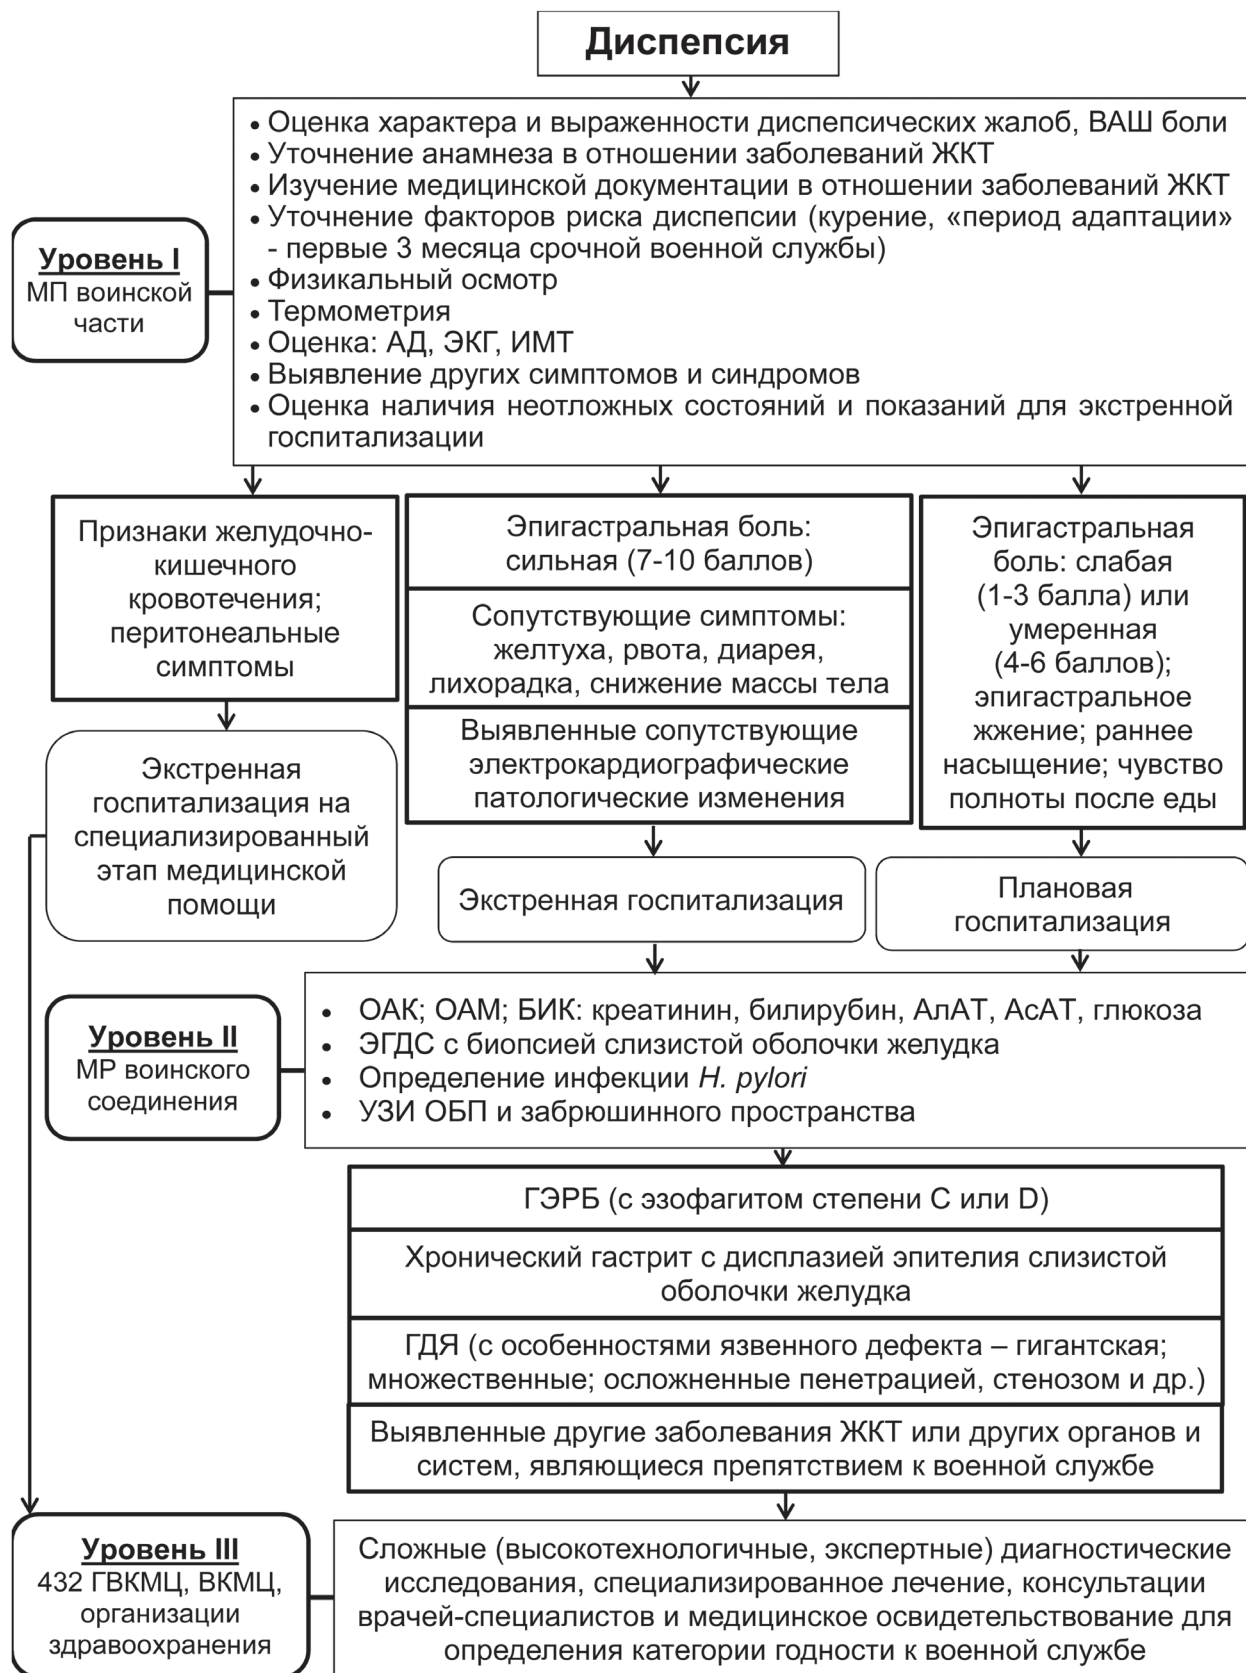 Диспепсия
• Оценка характера и выраженности диспепсических жалоб, ВАШ боли
• Уточнение анамнеза в отношении заболеваний ЖКТ
• Изучение медицинской документации в отношении заболеваний ЖКТ
• Уточнение факторов риска диспепсии (курение, «период адаптации»
- первые 3 месяца срочной военной службы)
• Физикальный осмотр
• Термометрия
• Оценка: АД, ЭКГ, ИМТ
• Выявление других симптомов и синдромов
• Оценка наличия неотложных состояний и показаний для экстренной
госпитализации
Уровень I
МП воинской
части
Признаки желудочно-
кишечного
кровотечения;
перитонеальные
симптомы
Эпигастральная боль:
сильная (7-10 баллов)
Сопутствующие симптомы:
желтуха, рвота, диарея,
лихорадка, снижение массы тела
Выявленные сопутствующие
электрокардиографические
патологические изменения
Эпигастральная
боль: слабая
(1-3 балла) или
умеренная
(4-6 баллов);
эпигастральное
жжение; раннее
насыщение; чувство
полноты после еды
Экстренная
госпитализация на
специализированный
этап медицинской
помощи
Экстренная госпитализация
Плановая
госпитализация
Уровень II
МР воинского
соединения
• ОАК; ОАМ; БИК: креатинин, билирубин, АлАТ, АсАТ, глюкоза
• ЭГДС с биопсией слизистой оболочки желудка
• Определение инфекции H. pylori
• УЗИ ОБП и забрюшинного пространства
ГЭРБ (с эзофагитом степени C или D)
Хронический гастрит с дисплазией эпителия слизистой
оболочки желудка
ГДЯ (с особенностями язвенного дефекта – гигантская;
множественные; осложненные пенетрацией, стенозом и др.)
Выявленные другие заболевания ЖКТ или других органов и
систем, являющиеся препятствием к военной службе
Уровень III
432 ГВКМЦ, ВКМЦ,
организации
здравоохранения
Сложные (высокотехнологичные, экспертные) диагностические
исследования, специализированное лечение, консультации
врачей-специалистов и медицинское освидетельствование для
определения категории годности к военной службе